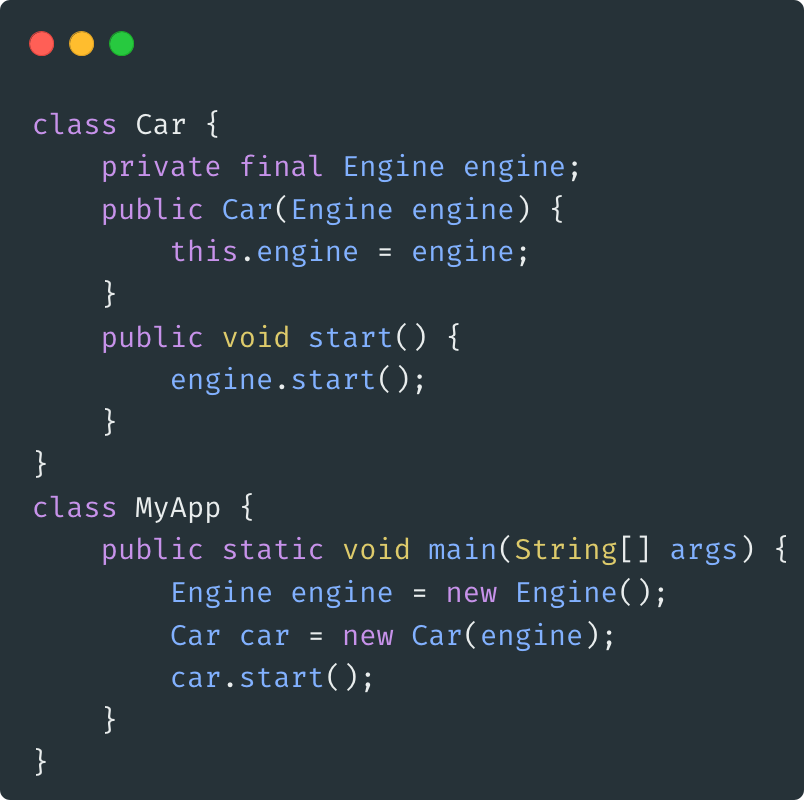 class Car {
    private final Engine engine;
    public Car(Engine engine) {
        this.engine = engine;
    }
    public void start() {
        engine.start();
    }
}
class MyApp {
    public static void main(String[] args) {
        Engine engine = new Engine();
        Car car = new Car(engine);
        car.start();
    }
}